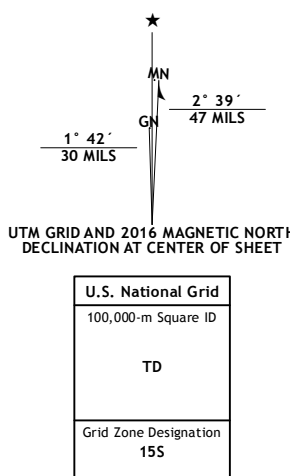 ★
MN
2° 39´
47 MILS
GN
1° 42´
30 MILS
UTM GRID AND 2016 MAGNETIC NORTH
DECLINATION AT CENTER OF SHEET
U.S. National Grid
100,000-m Square ID
TD
Grid Zone Designation
15S